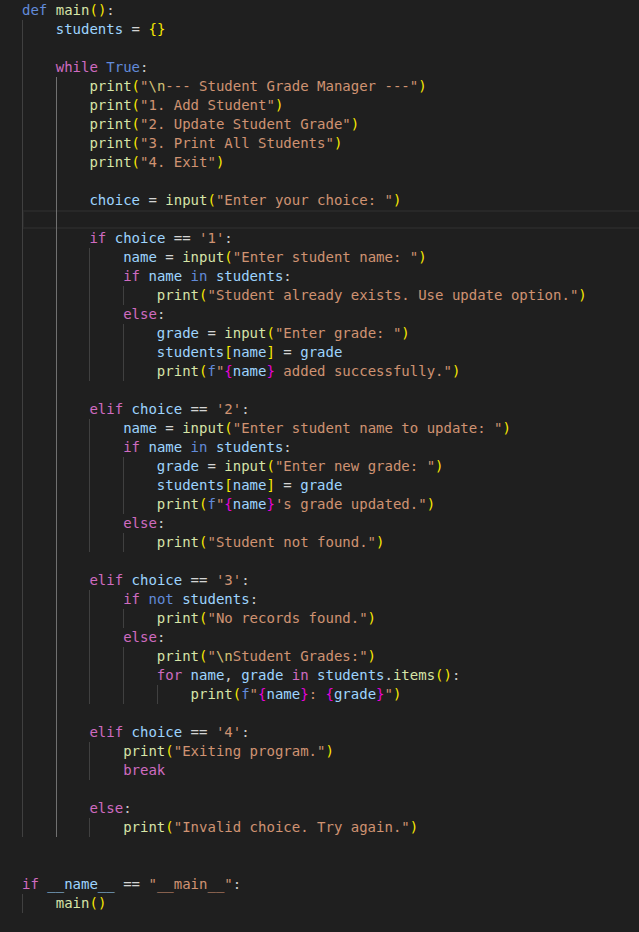 def main():
    students = {}

    while True:
        print("\n--- Student Grade Manager ---")
        print("1. Add Student")
        print("2. Update Student Grade")
        print("3. Print All Students")
        print("4. Exit")

        choice = input("Enter your choice: ")

        if choice == '1':
            name = input("Enter student name: ")
            if name in students:
                print("Student already exists. Use update option.")
            else:
                grade = input("Enter grade: ")
                students[name] = grade
                print(f"{name} added successfully.")

        elif choice == '2':
            name = input("Enter student name to update: ")
            if name in students:
                grade = input("Enter new grade: ")
                students[name] = grade
                print(f"{name}'s grade updated.")
            else:
                print("Student not found.")

        elif choice == '3':
            if not students:
                print("No records found.")
            else:
                print("\nStudent Grades:")
                for name, grade in students.items():
                    print(f"{name}: {grade}")

        elif choice == '4':
            print("Exiting program.")
            break

        else:
            print("Invalid choice. Try again.")


if __name__ == "__main__":
    main()